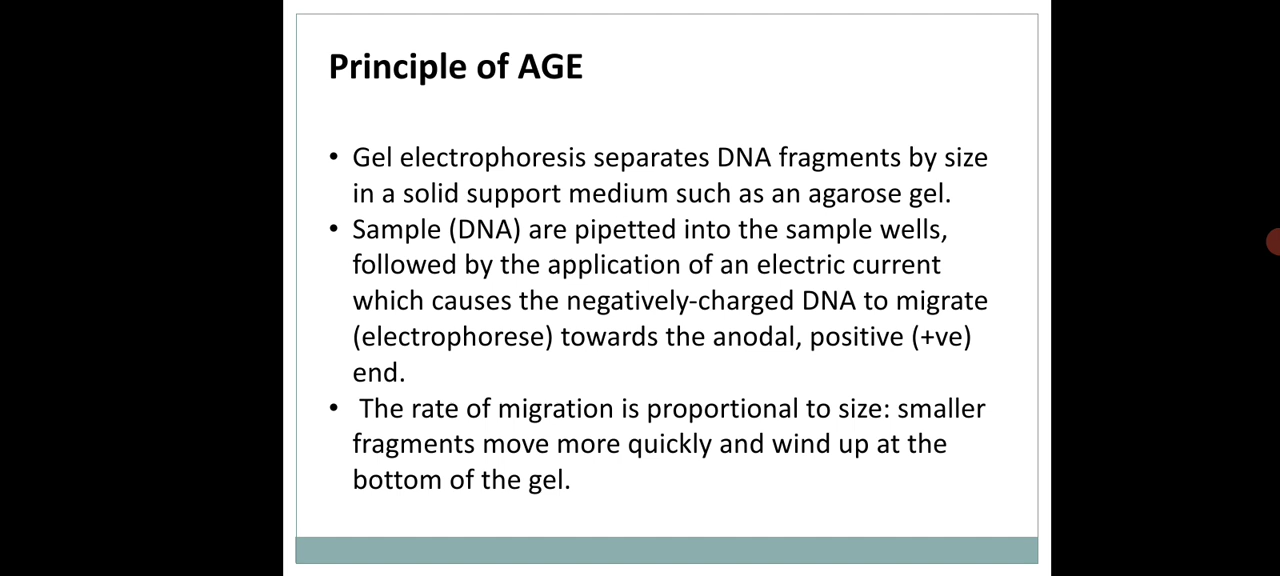 Principle of AGE
• Gel electrophoresis separates DNA fragments by size
in a solid support medium such as an agarose gel.
• Sample (DNA) are pipetted into the sample wells,
followed by the application of an electric current
which causes the negatively-charged DNA to migrate
(electrophorese) towards the anodal, positive (+ve)
end.
• The rate of migration is proportional to size: smaller
fragments move more quickly and wind up at the
bottom of the gel.